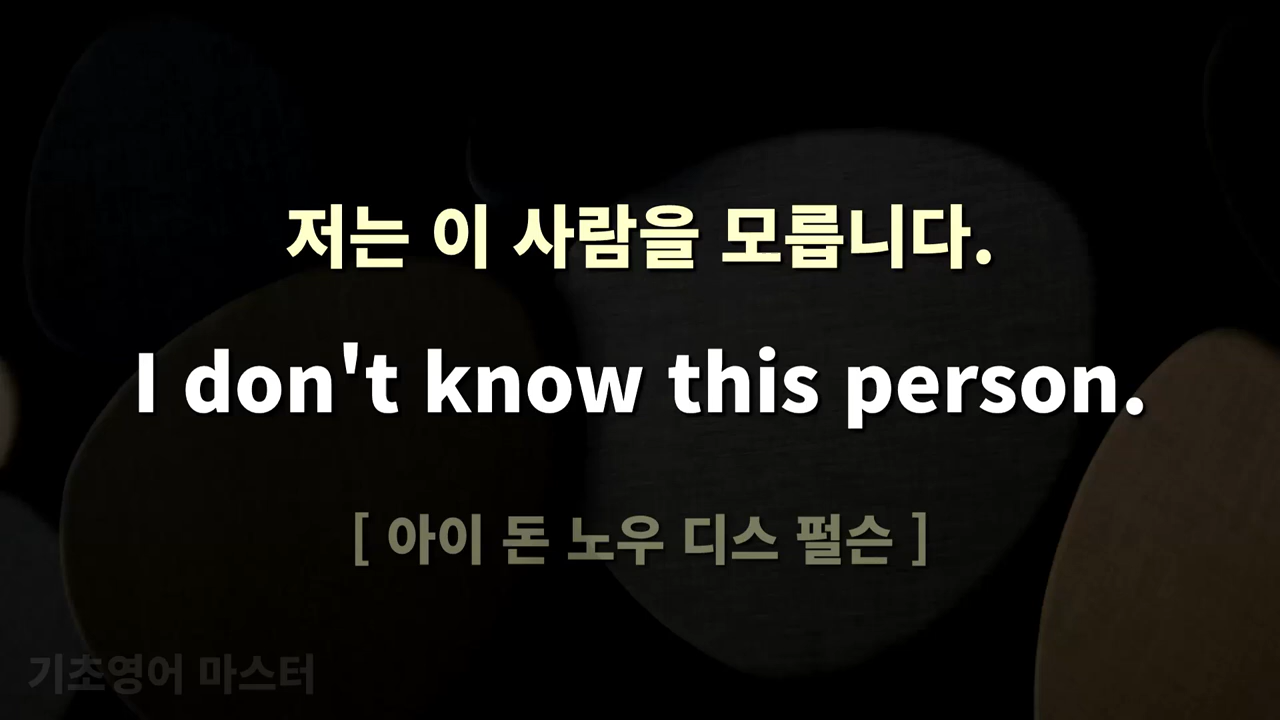 저는 이 사람을 모릅니다.
I don't know this person.
[ 아이 돈 노우 디스 펄슨 ]
기초영어 마스터